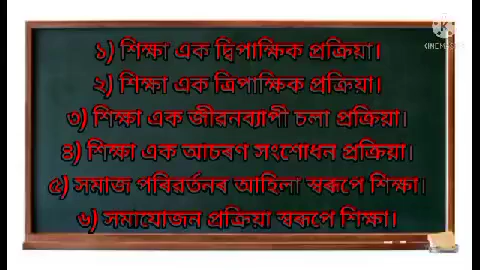 ১) শিক্ষা এক দ্বিপাক্ষিক প্ৰক্ৰিয়া।
২) শিক্ষা এক ত্ৰিপাক্ষিক প্ৰক্ৰিয়া।
৩) শিক্ষা এক জীৱনব্যাপী চলা প্ৰক্ৰিয়া।
৪) শিক্ষা এক আচৰণ সংশোধন প্ৰক্ৰিয়া।
৫) সমাজ পৰিৱৰ্তনৰ আহিলা স্বৰূপে শিক্ষা।
৬) সমাযোজন প্ৰক্ৰিয়া স্বৰূপে শিক্ষা।